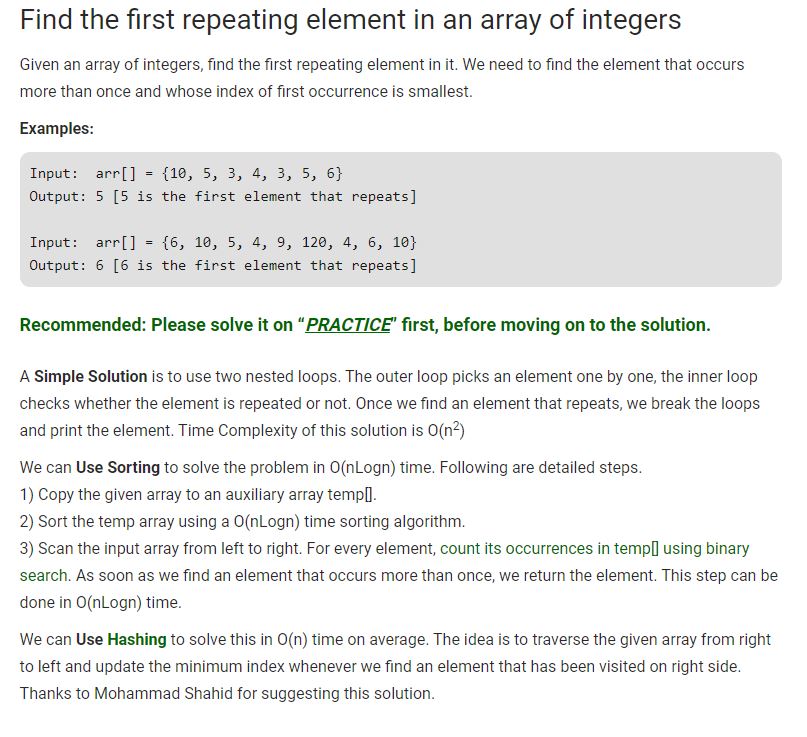 Find the first repeating element in an array of integers
Given an array of integers, find the first repeating element in it. We need to find the element that occurs
more than once and whose index of first occurrence is smallest.
Examples:
Input:  arr[] = {10, 5, 3, 4, 3, 5, 6}
Output: 5 [5 is the first element that repeats]
Input:  arr[] = {6, 10, 5, 4, 9, 120, 4, 6, 10}
Output: 6 [6 is the first element that repeats]
Recommended: Please solve it on “PRACTICE” first, before moving on to the solution.
A Simple Solution is to use two nested loops. The outer loop picks an element one by one, the inner loop
checks whether the element is repeated or not. Once we find an element that repeats, we break the loops
and print the element. Time Complexity of this solution is O(n²)
We can Use Sorting to solve the problem in O(nLogn) time. Following are detailed steps.
1) Copy the given array to an auxiliary array temp[].
2) Sort the temp array using a O(nLogn) time sorting algorithm.
3) Scan the input array from left to right. For every element, count its occurrences in temp[] using binary
search. As soon as we find an element that occurs more than once, we return the element. This step can be
done in O(nLogn) time.
We can Use Hashing to solve this in O(n) time on average. The idea is to traverse the given array from right
to left and update the minimum index whenever we find an element that has been visited on right side.
Thanks to Mohammad Shahid for suggesting this solution.